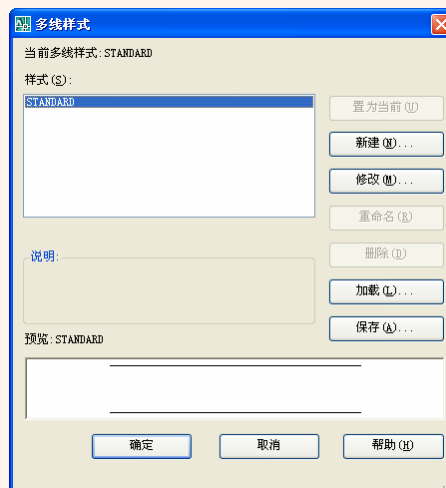 多线样式
当前多线样式:STANDARD
样式(S):
STANDARD
置为当前(U)
新建(N)...
修改(M)...
重命名(R)
说明:
删除(D)
加载(L)...
保存(A)...
预览:STANDARD
确定
取消
帮助(H)